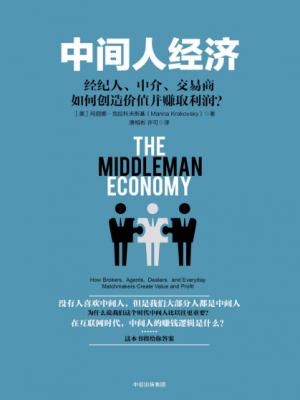 中间人经济
经纪人、中介、交易商
如何创造价值并赚取利润？
[美]玛丽娜·克拉科夫斯基（Marina Krakovsky）著
唐榕彬 许可 译
THE
MIDDLEMAN
ECONOMY
How Brokers, Agents, Dealers, and Everyday
Matchmakers Create Value and Profit
没有人喜欢中间人，但是我们大部分人都是中间人
为什么说我们这个时代中间人比以往更重要？
在互联网时代，中间人的赚钱逻辑是什么？
这本书将给你答案
中信出版集团